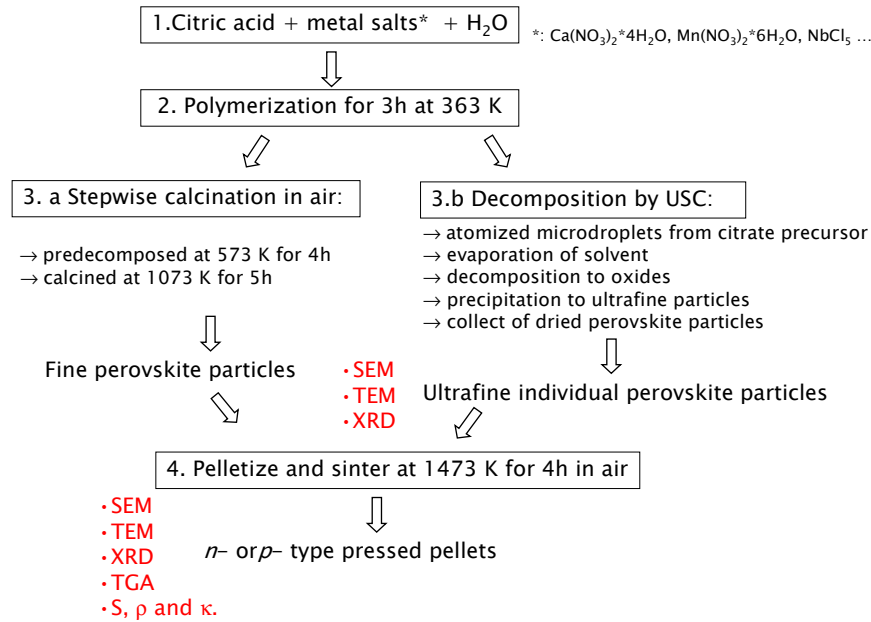 1.Citric acid + metal salts* + H₂O
*: Ca(NO₃)₂*4H₂O, Mn(NO₃)₂*6H₂O, NbCl₅ ...
2. Polymerization for 3h at 363 K
3. a Stepwise calcination in air:
→ predecomposed at 573 K for 4h
→ calcined at 1073 K for 5h
Fine perovskite particles
3.b Decomposition by USC:
→ atomized microdroplets from citrate precursor
→ evaporation of solvent
→ decomposition to oxides
→ precipitation to ultrafine particles
→ collect of dried perovskite particles
Ultrafine individual perovskite particles
• SEM
• TEM
• XRD
4. Pelletize and sinter at 1473 K for 4h in air
• SEM
• TEM
• XRD
• TGA
• S, ρ and κ.
n- orp- type pressed pellets